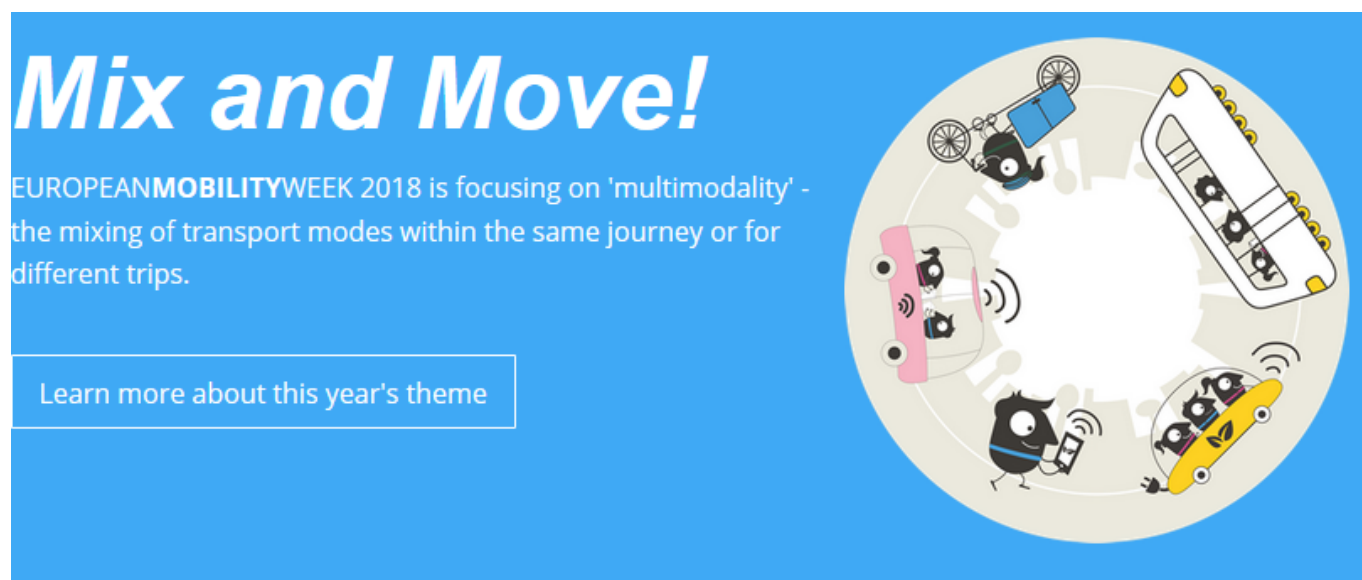 Mix and Move!
EUROPEANMOBILITYWEEK 2018 is focusing on 'multimodality' -
the mixing of transport modes within the same journey or for
different trips.
Learn more about this year's theme